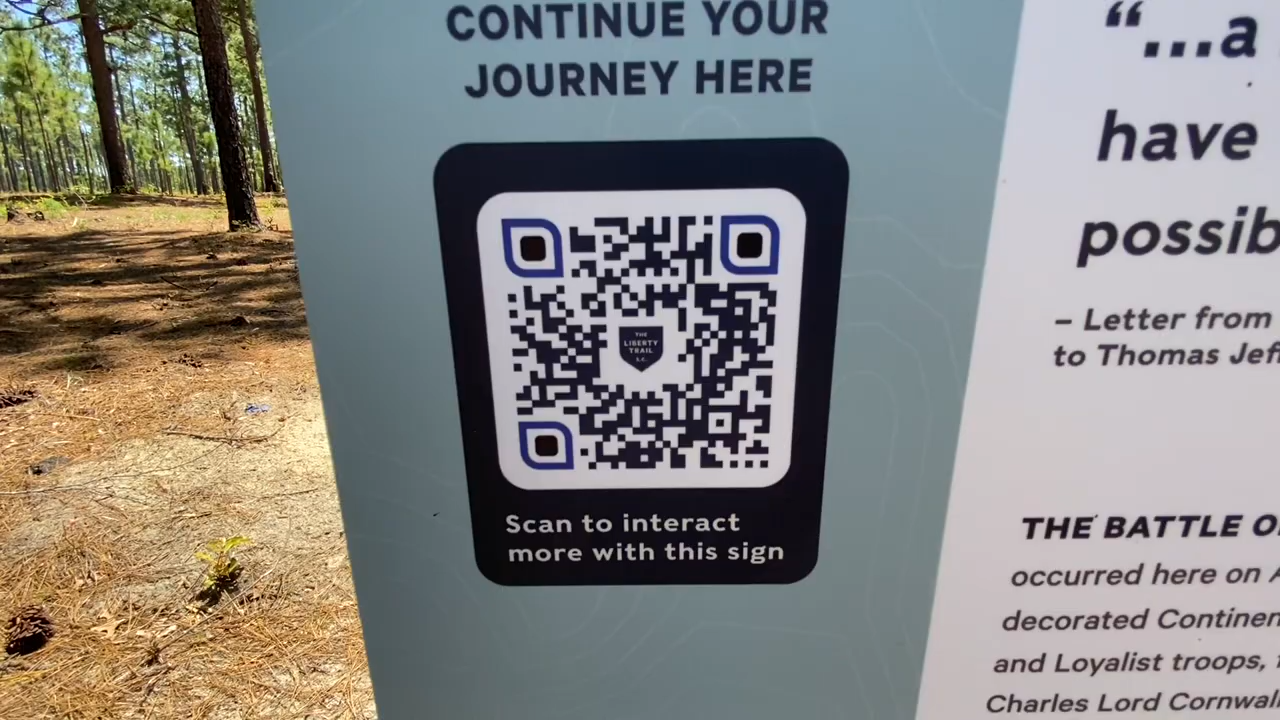 CONTINUE YOUR
JOURNEY HERE
THE
LIBERTY
TRAIL
S.C.
Scan to interact
more with this sign
“...a
have
possib
– Letter from
to Thomas Jef
THE BATTLE O
occurred here on A
decorated Continen
and Loyalist troops,
Charles Lord Cornwal